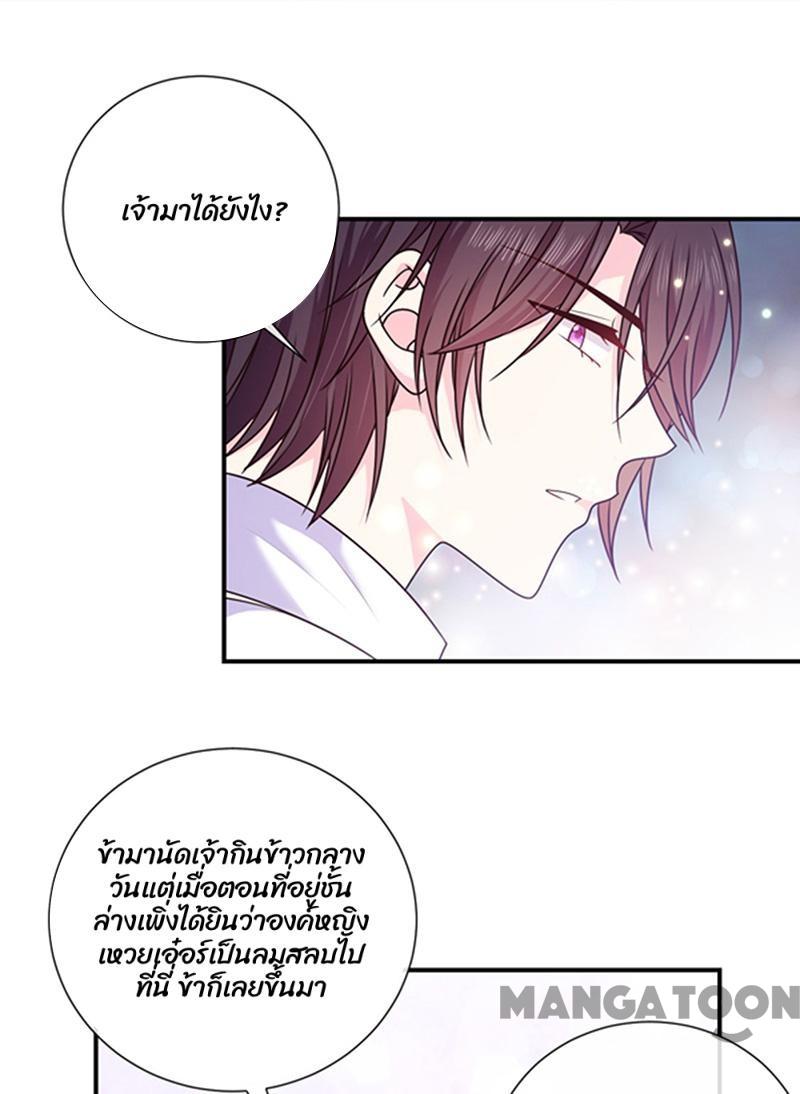 เจ้ามาได้ยังไง?
ข้ามานัดเจ้ากินข้าวกลาง
วันแต่เมื่อตอนที่อยู่ชั้น
ล่างเพิ่งได้ยินว่าองค์หญิง
เหวยเอ๋อร์เป็นลมสลบไป
ที่นี่ ข้าก็เลยขึ้นมา
MANGATOON